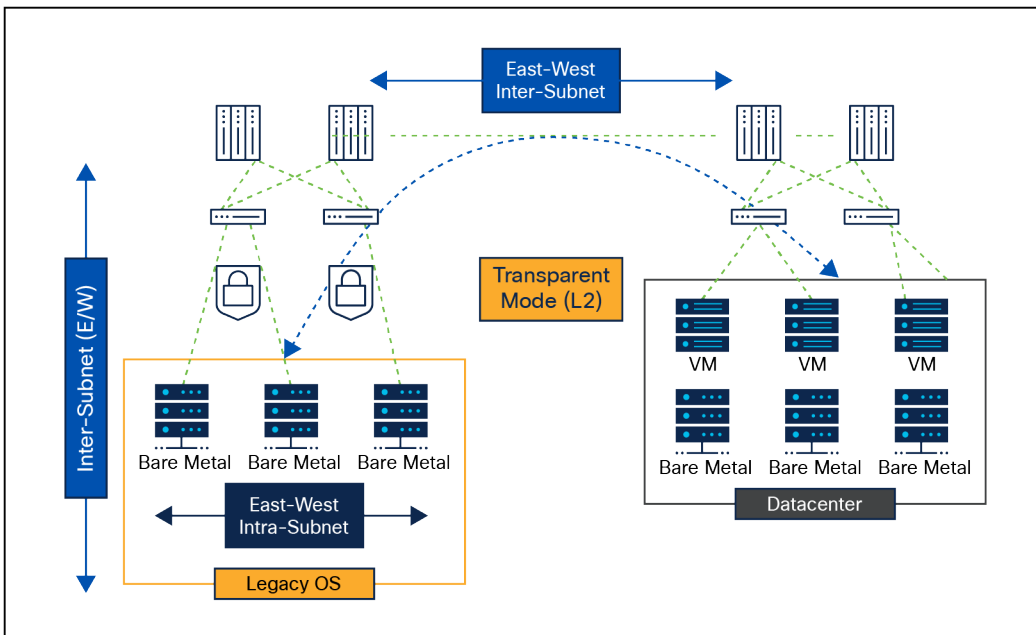 East-West
Inter-Subnet
Inter-Subnet (E/W)
Transparent
Mode (L2)
VM
VM
VM
Bare Metal
Bare Metal
Bare Metal
Bare Metal
Bare Metal
Bare Metal
East-West
Intra-Subnet
Datacenter
Legacy OS